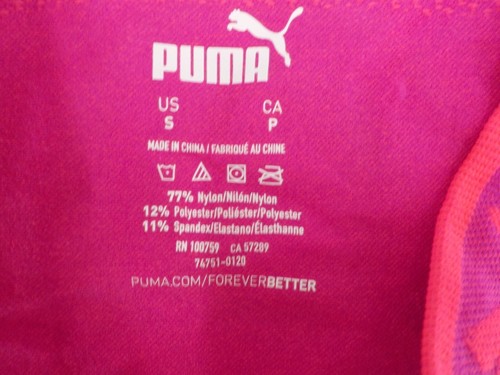 PUMA
US CA
S P
MADE IN CHINA / FABRIQUÉ AU CHINE
77% Nylon/Nilón/Nylon
12% Polyester/Poliéster/Polyester
11% Spandex/Elastano/Élasthanne
RN 100759 CA 57289
74751-0120
PUMA.COM/FOREVERBETTER